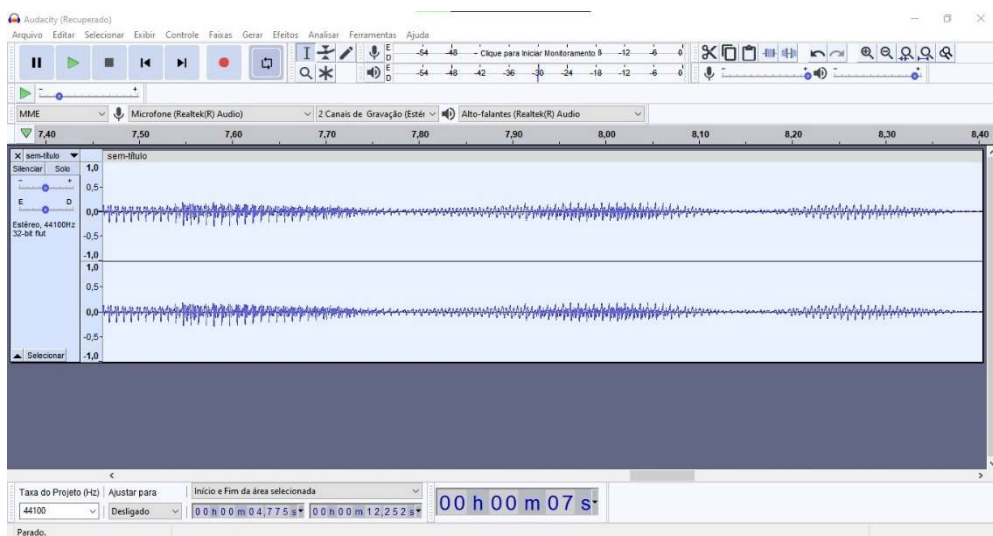 Audacity (Recuperado)
Arquivo Editar Selecionar Exibir Controle Faixas Gerar Efeitos Analisar Ferramentas Ajuda
E D -54 -48 - Clique para Iniciar Monitoramento -12 -6 0
E D -54 -48 -42 -36 -30 -24 -18 -12 -6 0
- +
MME Microfone (Realtek(R) Audio) 2 Canais de Gravação (Estér Alto-falantes (Realtek(R) Audio
7,40 7,50 7,60 7,70 7,80 7,90 8,00 8,10 8,20 8,30 8,40
X sem-título sem-título
Silenciar Solo 1,0
- + 0,5
E D 0,0
Estéreo, 44100Hz
32-bit flut -0,5
-1,0
1,0
0,5
0,0
-0,5
Selecionar -1,0
Taxa do Projeto (Hz) Ajustar para Início e Fim da área selecionada
44100 Desligado 00 h 00 m 04,775 s 00 h 00 m 12,252 s 00 h 00 m 07 s
Parado.